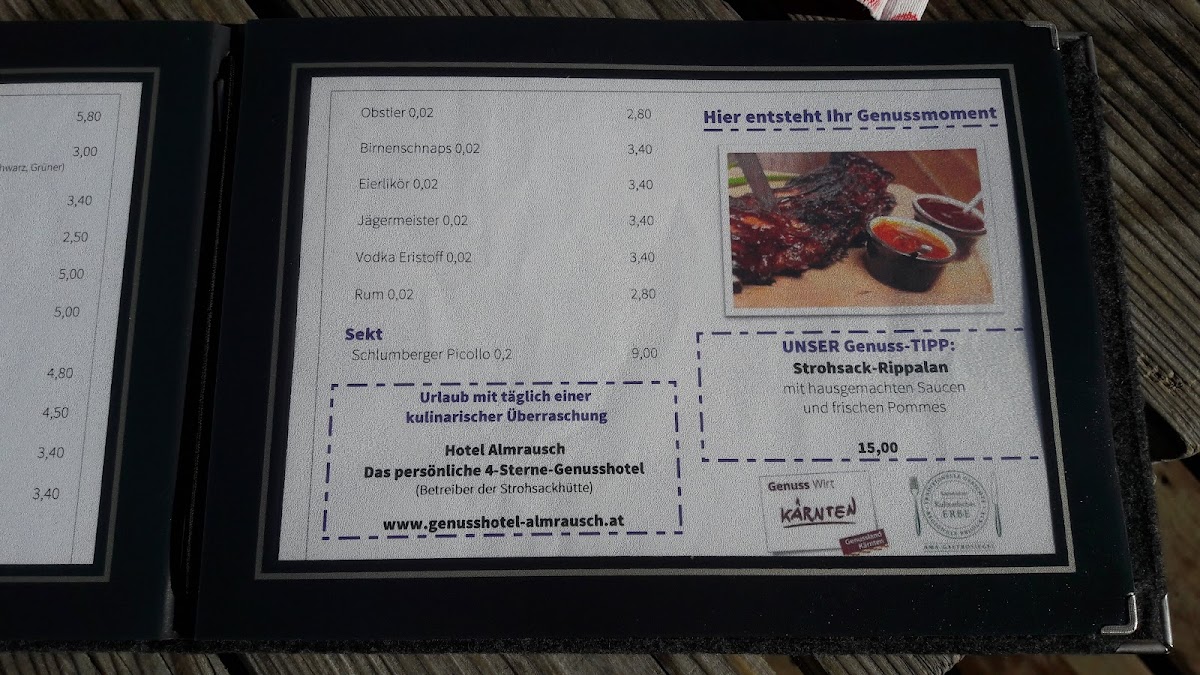 5,80
3,00
hwarz, Grüner)
3,40
2,50
5,00
5,00
4,80
4,50
3,40
3,40
Obstler 0,02 2,80
Birnenschnaps 0,02 3,40
Eierlikör 0,02 3,40
Jägermeister 0,02 3,40
Vodka Eristoff 0,02 3,40
Rum 0,02 2,80
Sekt
Schlumberger Picollo 0,2 9,00
Urlaub mit täglich einer
kulinarischer Überraschung
Hotel Almrausch
Das persönliche 4-Sterne-Genusshotel
(Betreiber der Strohsackhütte)
www.genusshotel-almrausch.at
Hier entsteht Ihr Genussmoment
UNSER Genuss-TIPP:
Strohsack-Rippalan
mit hausgemachten Saucen
und frischen Pommes
15,00
Genuss Wirt
KÄRNTEN
Genussland
Kärnten
Kulinarisches
ERBE
AMA GASTROSIEGEL